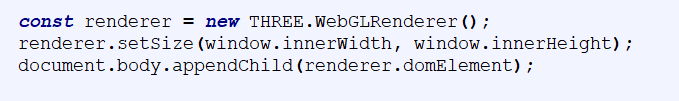 const renderer = new THREE.WebGLRenderer();
renderer.setSize(window.innerWidth, window.innerHeight);
document.body.appendChild(renderer.domElement);